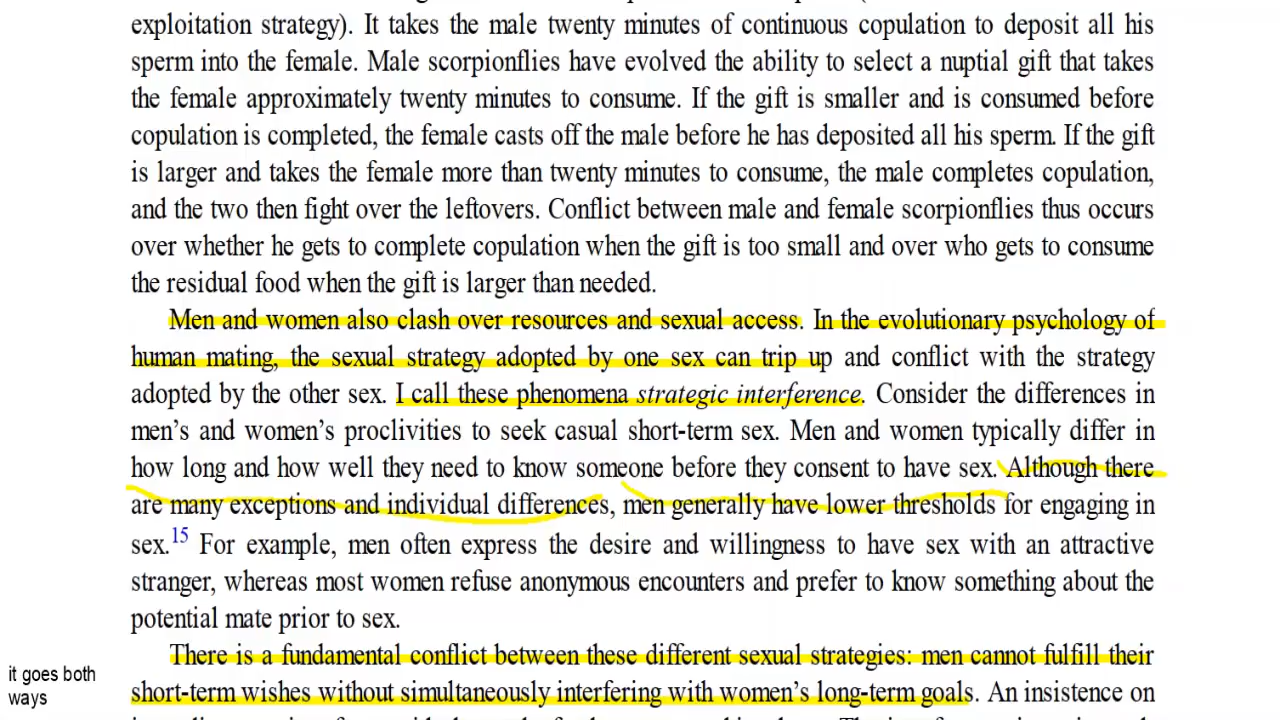 exploitation strategy). It takes the male twenty minutes of continuous copulation to deposit all his
sperm into the female. Male scorpionflies have evolved the ability to select a nuptial gift that takes
the female approximately twenty minutes to consume. If the gift is smaller and is consumed before
copulation is completed, the female casts off the male before he has deposited all his sperm. If the gift
is larger and takes the female more than twenty minutes to consume, the male completes copulation,
and the two then fight over the leftovers. Conflict between male and female scorpionflies thus occurs
over whether he gets to complete copulation when the gift is too small and over who gets to consume
the residual food when the gift is larger than needed.
Men and women also clash over resources and sexual access. In the evolutionary psychology of
human mating, the sexual strategy adopted by one sex can trip up and conflict with the strategy
adopted by the other sex. I call these phenomena strategic interference. Consider the differences in
men’s and women’s proclivities to seek casual short-term sex. Men and women typically differ in
how long and how well they need to know someone before they consent to have sex. Although there
are many exceptions and individual differences, men generally have lower thresholds for engaging in
sex.15 For example, men often express the desire and willingness to have sex with an attractive
stranger, whereas most women refuse anonymous encounters and prefer to know something about the
potential mate prior to sex.
There is a fundamental conflict between these different sexual strategies: men cannot fulfill their
short-term wishes without simultaneously interfering with women’s long-term goals. An insistence on
it goes both
ways